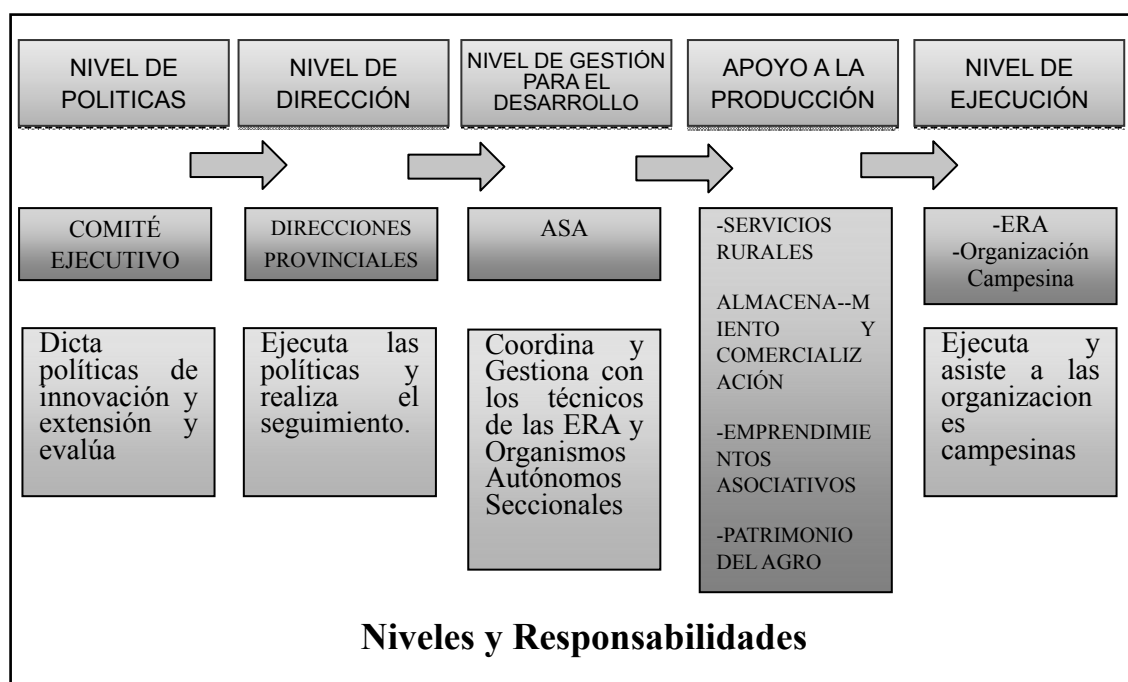 NIVEL DE
POLITICAS
NIVEL DE
DIRECCIÓN
NIVEL DE GESTIÓN
PARA EL
DESARROLLO
APOYO A LA
PRODUCCIÓN
NIVEL DE
EJECUCIÓN
COMITÉ
EJECUTIVO
DIRECCIONES
PROVINCIALES
ASA
-SERVICIOS
RURALES
ALMACENA--M
IENTO Y
COMERCIALIZ
ACIÓN
-EMPRENDIMIE
NTOS
ASOCIATIVOS
-PATRIMONIO
DEL AGRO
-ERA
-Organización
Campesina
Dicta
políticas de
innovación y
extensión y
evalúa
Ejecuta las
políticas y
realiza el
seguimiento.
Coordina y
Gestiona con
los técnicos
de las ERA y
Organismos
Autónomos
Seccionales
Ejecuta y
asiste a las
organizacion
es
campesinas
Niveles y Responsabilidades